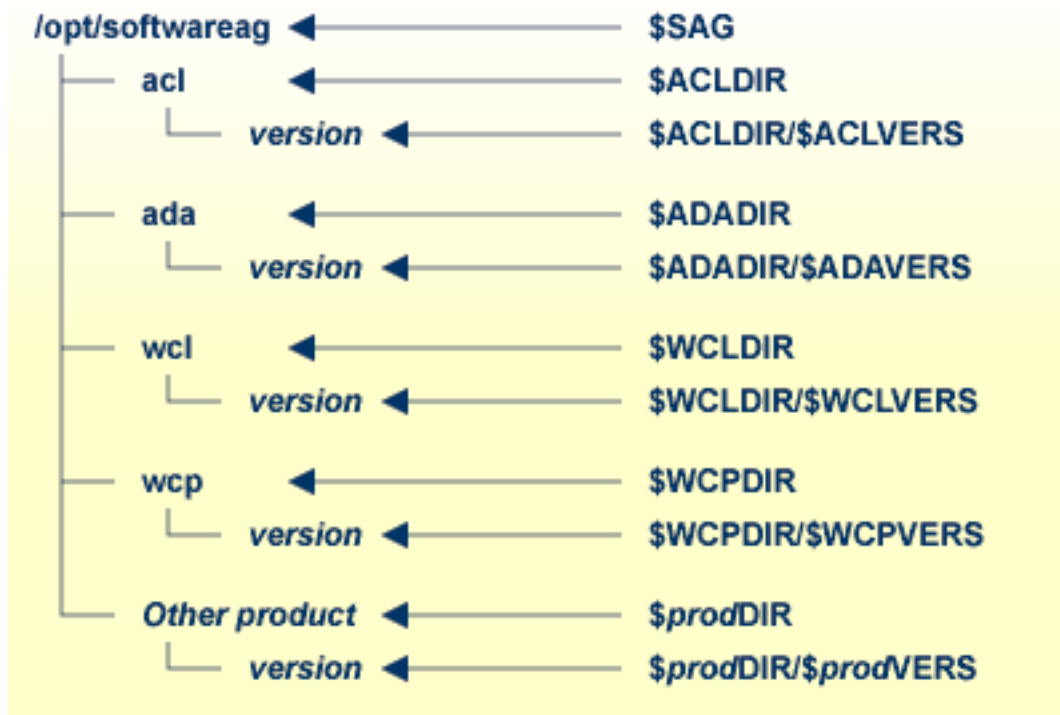 /opt/softwareag $SAG
acl $ACLDIR
version $ACLDIR/$ACLVERS
ada $ADADIR
version $ADADIR/$ADAVERS
wcl $WCLDIR
version $WCLDIR/$WCLVERS
wcp $WCPDIR
version $WCPDIR/$WCPVERS
Other product $prodDIR
version $prodDIR/$prodVERS